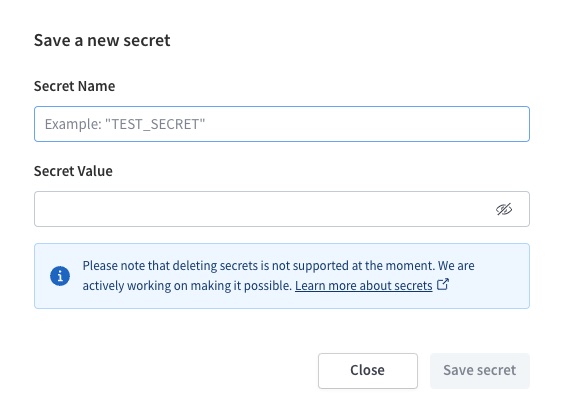 Save a new secret
Secret Name
Example: "TEST_SECRET"
Secret Value
Please note that deleting secrets is not supported at the moment. We are
actively working on making it possible. Learn more about secrets
Close
Save secret